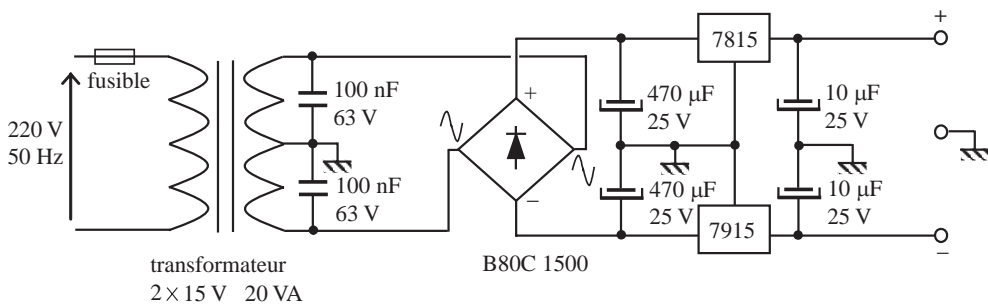 +
7815
fusible
100 nF
63 V
+
470 μF
25 V
10 μF
25 V
220 V
50 Hz
100 nF
63 V
470 μF
25 V
10 μF
25 V
–
7915
–
transformateur
2 × 15 V 20 VA
B80C 1500